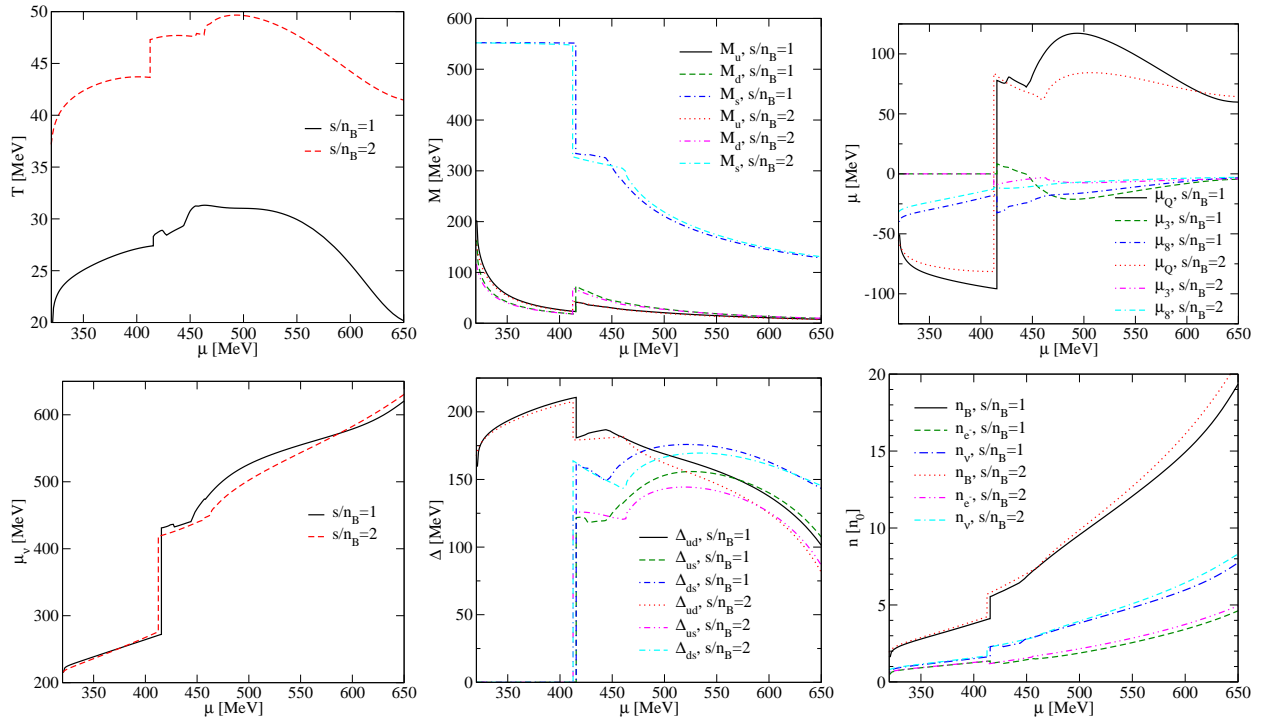 50
45
40
35
30
25
20
T [MeV]
s/n_B=1
s/n_B=2
350 400 450 500 550 600 650
μ [MeV]
600
500
400
300
200
100
0
M [MeV]
M_u, s/n_B=1
M_d, s/n_B=1
M_s, s/n_B=1
M_u, s/n_B=2
M_d, s/n_B=2
M_s, s/n_B=2
350 400 450 500 550 600 650
μ [MeV]
100
50
0
-50
-100
μ [MeV]
μ_Q, s/n_B=1
μ_3, s/n_B=1
μ_8, s/n_B=1
μ_Q, s/n_B=2
μ_3, s/n_B=2
μ_8, s/n_B=2
350 400 450 500 550 600 650
μ [MeV]
600
500
400
300
200
μ_ν [MeV]
s/n_B=1
s/n_B=2
350 400 450 500 550 600 650
μ [MeV]
200
150
100
50
0
Δ [MeV]
Δ_ud, s/n_B=1
Δ_us, s/n_B=1
Δ_ds, s/n_B=1
Δ_ud, s/n_B=2
Δ_us, s/n_B=2
Δ_ds, s/n_B=2
350 400 450 500 550 600 650
μ [MeV]
20
15
10
5
0
n [n_0]
n_B, s/n_B=1
n_e-, s/n_B=1
n_ν, s/n_B=1
n_B, s/n_B=2
n_e-, s/n_B=2
n_ν, s/n_B=2
350 400 450 500 550 600 650
μ [MeV]